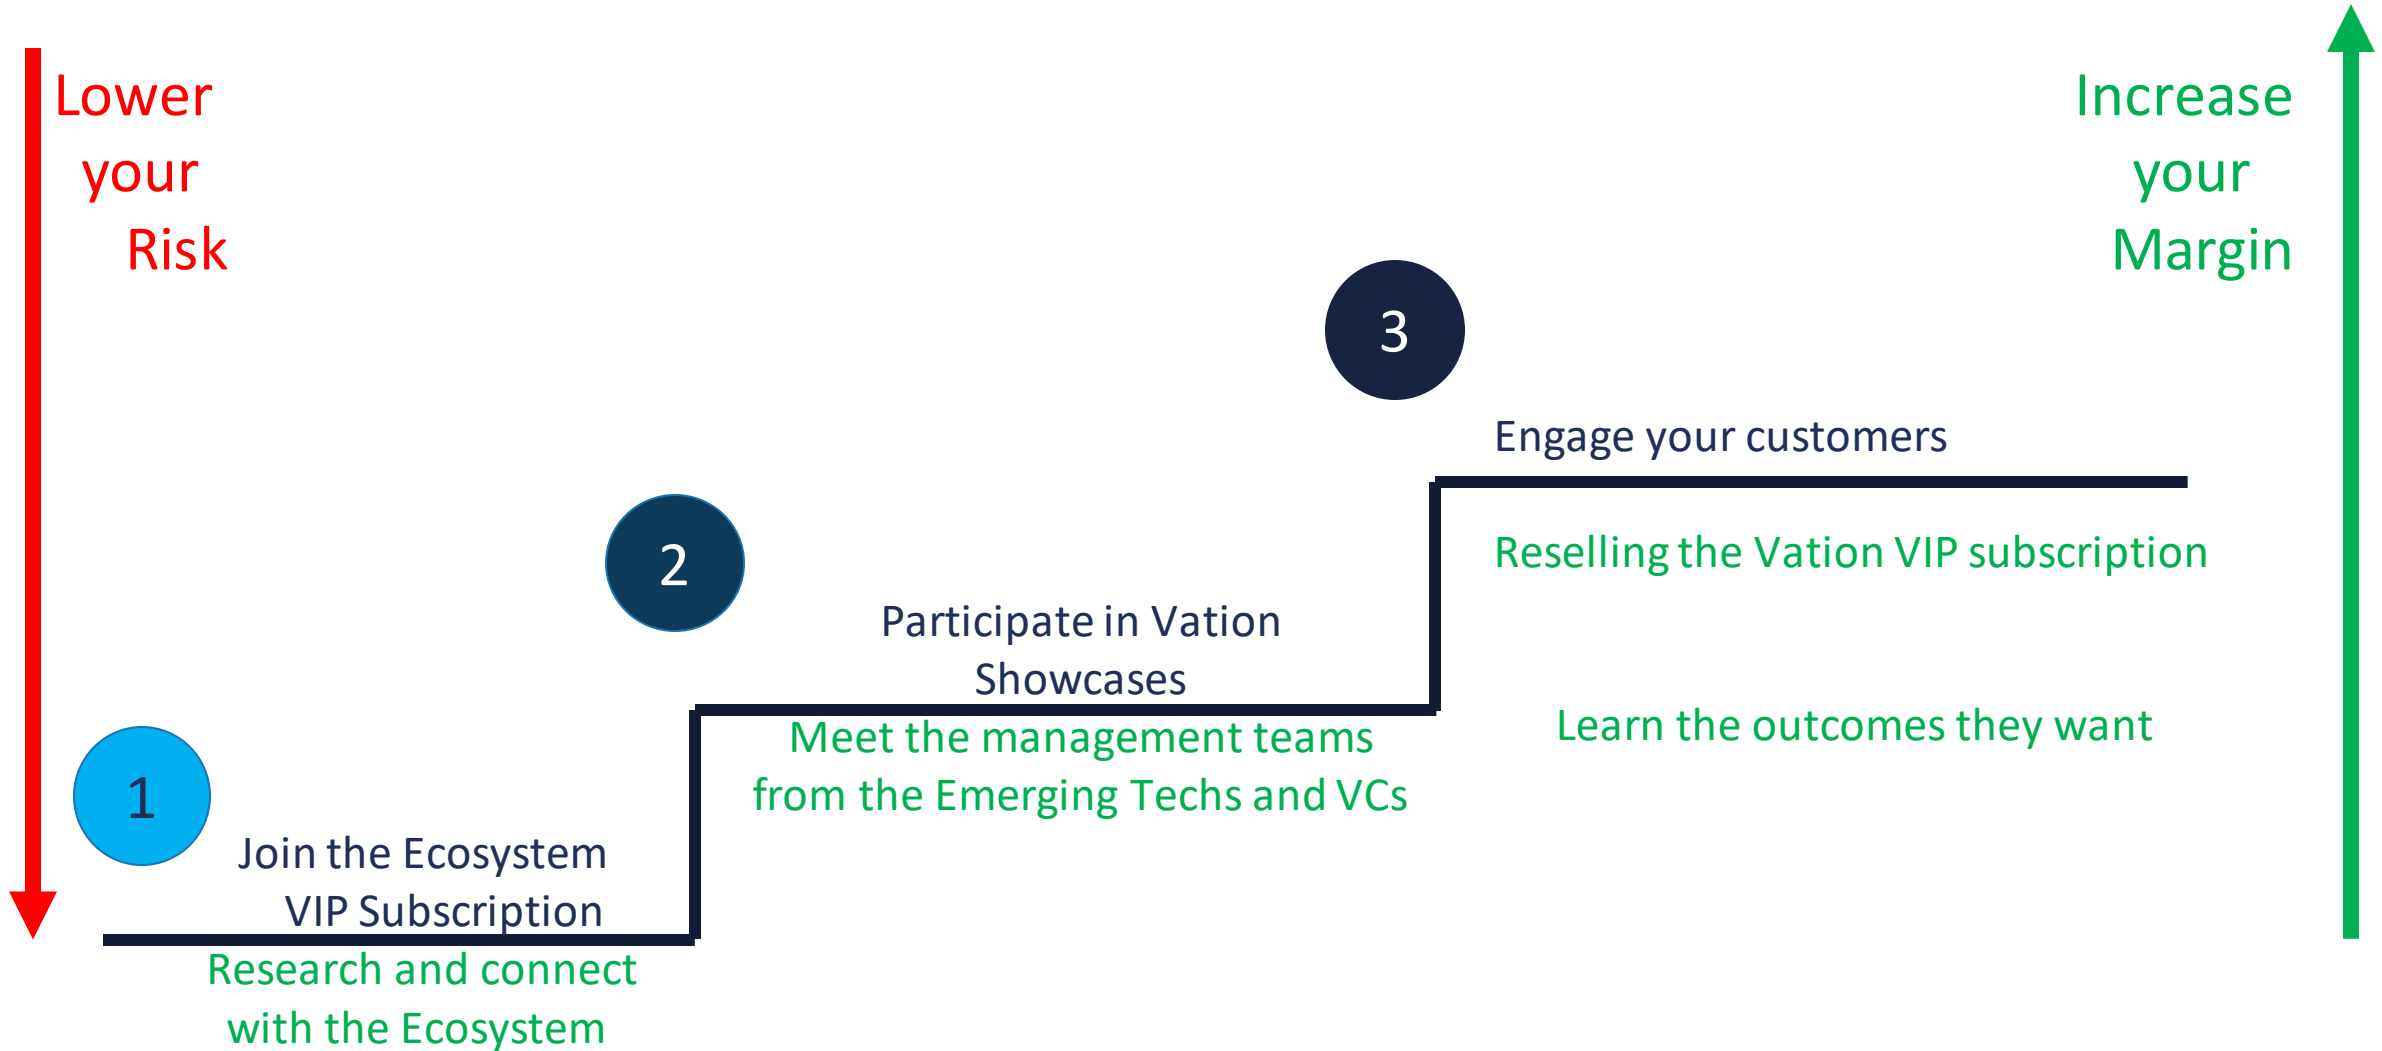 Lower
your
Risk
Increase
your
Margin
3
Engage your customers
Reselling the Vation VIP subscription
Learn the outcomes they want
2
Participate in Vation
Showcases
Meet the management teams
from the Emerging Techs and VCs
1
Join the Ecosystem
VIP Subscription
Research and connect
with the Ecosystem